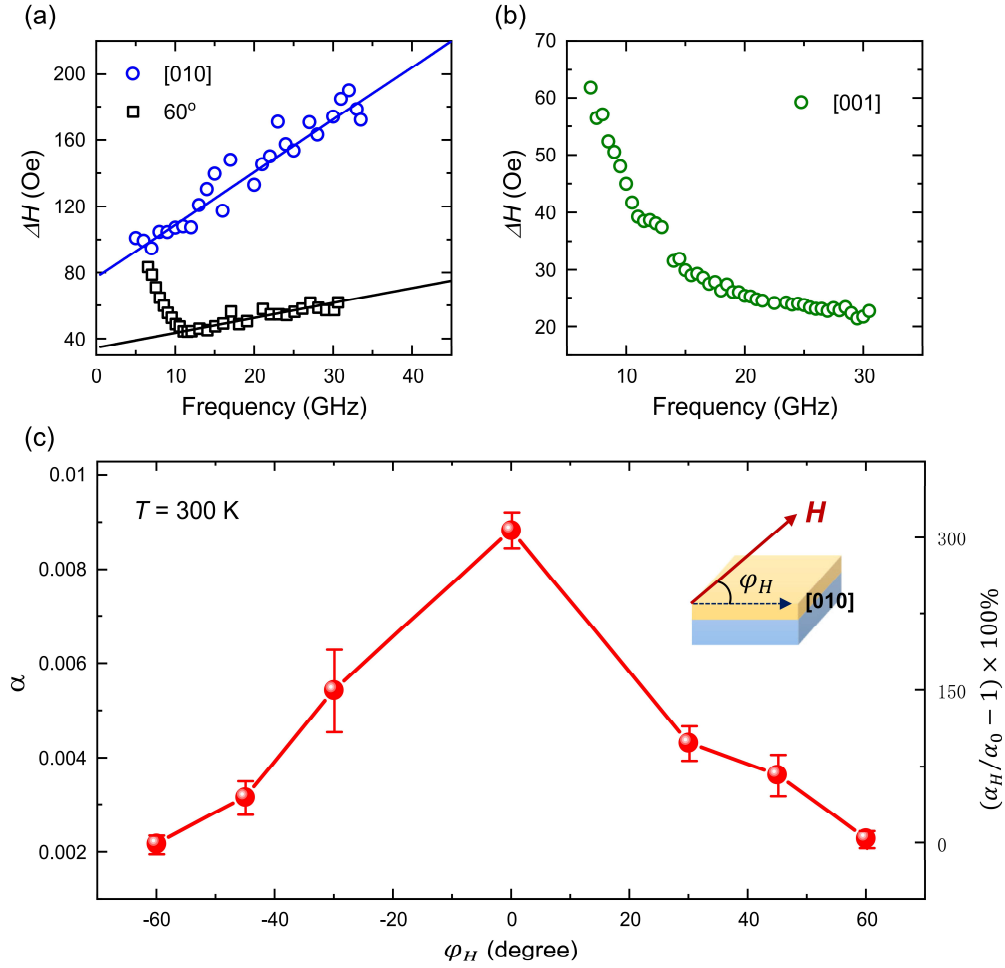 (a)
[010]
60°
200
160
120
80
40
ΔH (Oe)
0 10 20 30 40
Frequency (GHz)
(b)
[001]
70
60
50
40
30
20
ΔH (Oe)
10 20 30
Frequency (GHz)
(c)
T = 300 K
H
φH
[010]
0.01
0.008
0.006
0.004
0.002
α
300
150
0
(αH/α0 − 1) × 100%
-60 -40 -20 0 20 40 60
φH (degree)